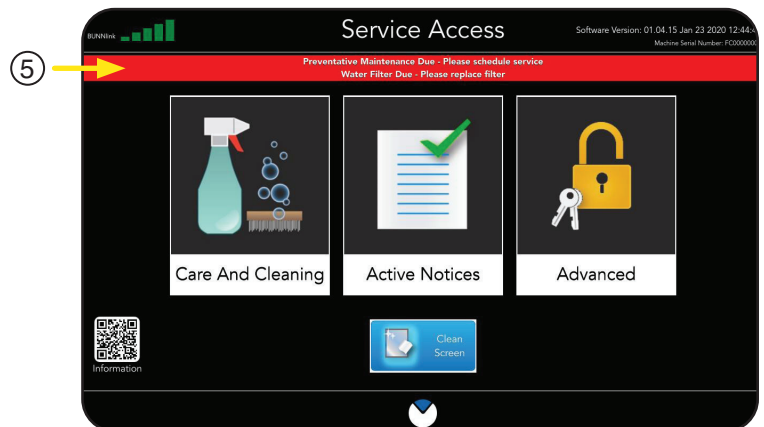 BUNNlink
Service Access
Software Version: 01.04.15 Jan 23 2020 12:44:4
Machine Serial Number: FC0000000
5
Preventative Maintenance Due - Please schedule service
Water Filter Due - Please replace filter
Care And Cleaning
Active Notices
Advanced
Clean
Screen
Information